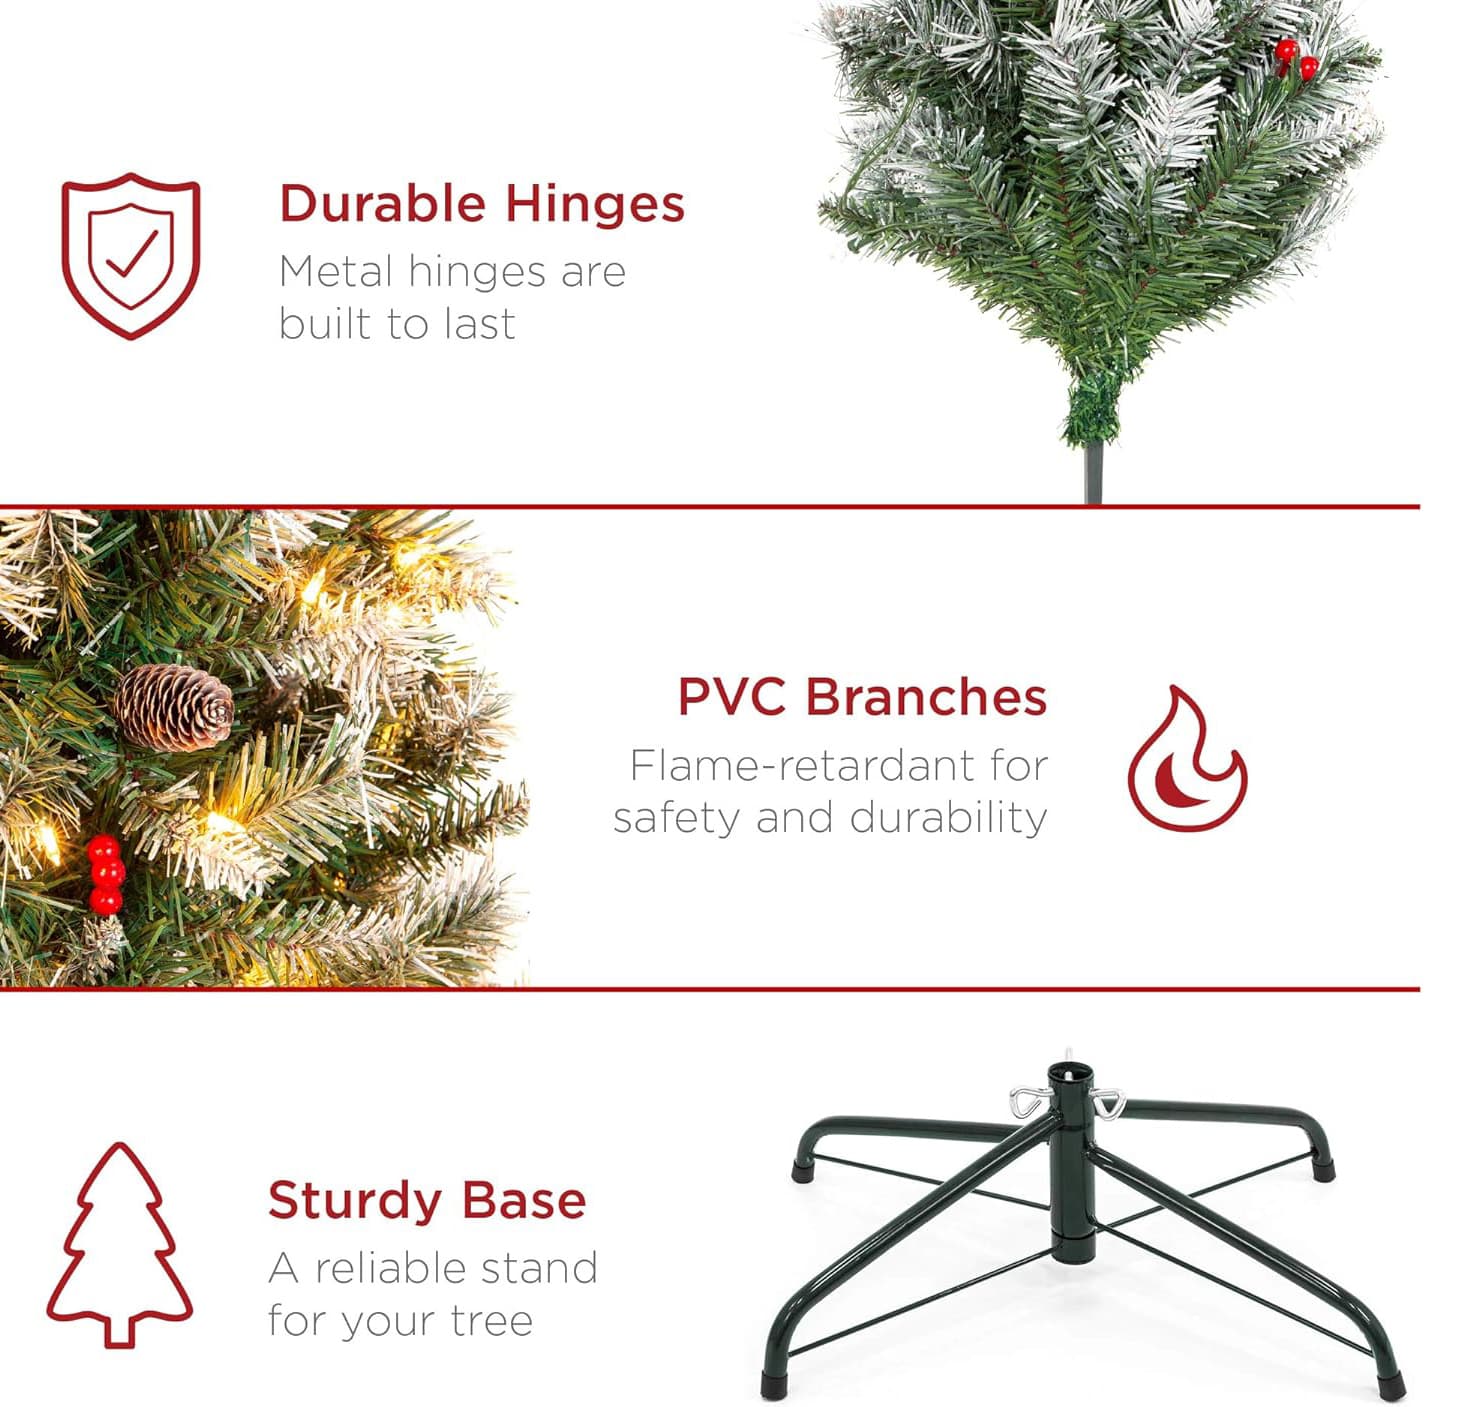 Durable Hinges
Metal hinges are
built to last
PVC Branches
Flame-retardant for
safety and durability
Sturdy Base
A reliable stand
for your tree